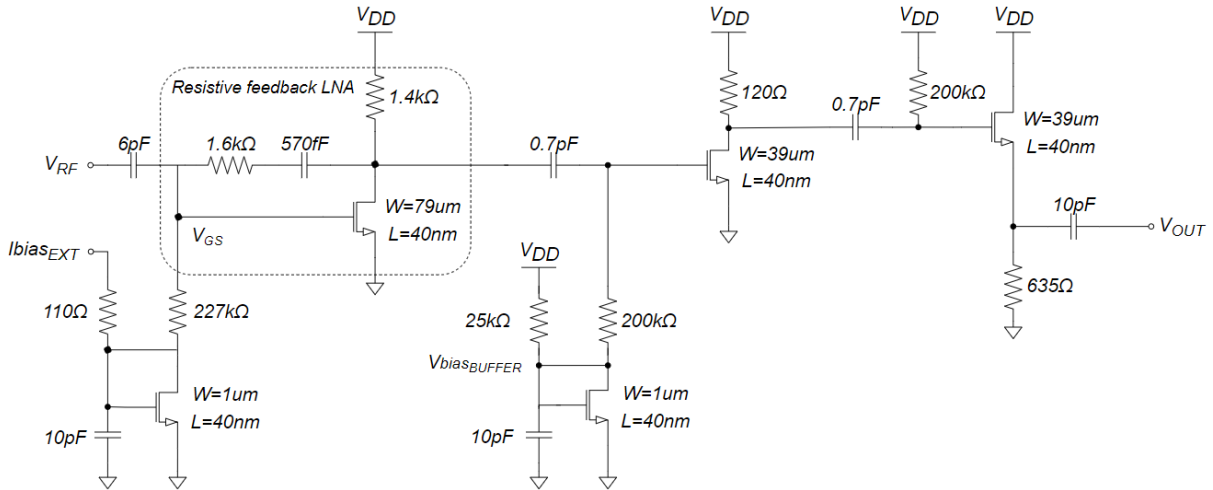 VDD
VDD
VDD
VDD
Resistive feedback LNA
1.4kΩ
120Ω
200kΩ
0.7pF
W=39um
L=40nm
6pF
1.6kΩ
570fF
0.7pF
VRF
W=39um
L=40nm
W=79um
L=40nm
10pF
VGS
VOUT
IbiasEXT
VDD
110Ω
227kΩ
25kΩ
200kΩ
635Ω
VbiasBUFFER
W=1um
L=40nm
W=1um
L=40nm
10pF
10pF